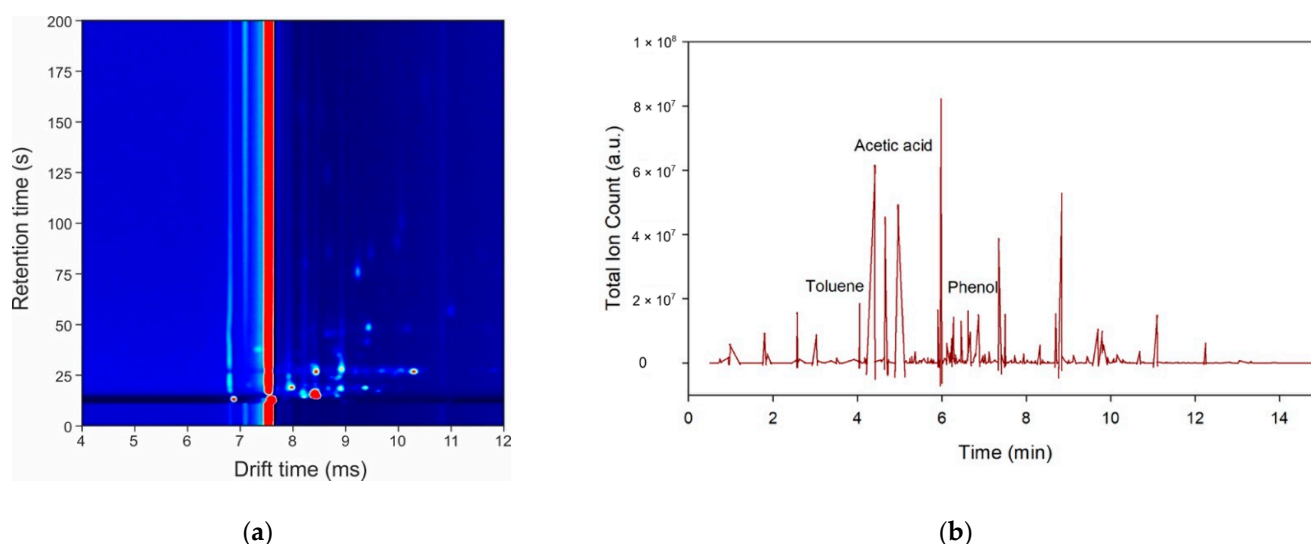 200
175
150
125
100
75
50
25
0
4 5 6 7 8 9 10 11 12
Retention time (s)
Drift time (ms)
(a)
1 × 10⁸
8 × 10⁷
6 × 10⁷
4 × 10⁷
2 × 10⁷
0
Total Ion Count (a.u.)
Acetic acid
Toluene
Phenol
0 2 4 6 8 10 12 14
Time (min)
(b)